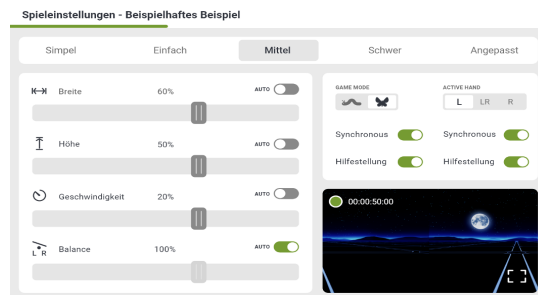 Spieleinstellungen - Beispielhaftes Beispiel
Simpel Einfach Mittel Schwer Angepasst
Breite 60% AUTO
Höhe 50% AUTO
Geschwindigkeit 20% AUTO
L R Balance 100% AUTO
GAME MODE ACTIVE HAND
L LR R
Synchronous Synchronous
Hilfestellung Hilfestellung
00:00:50:00